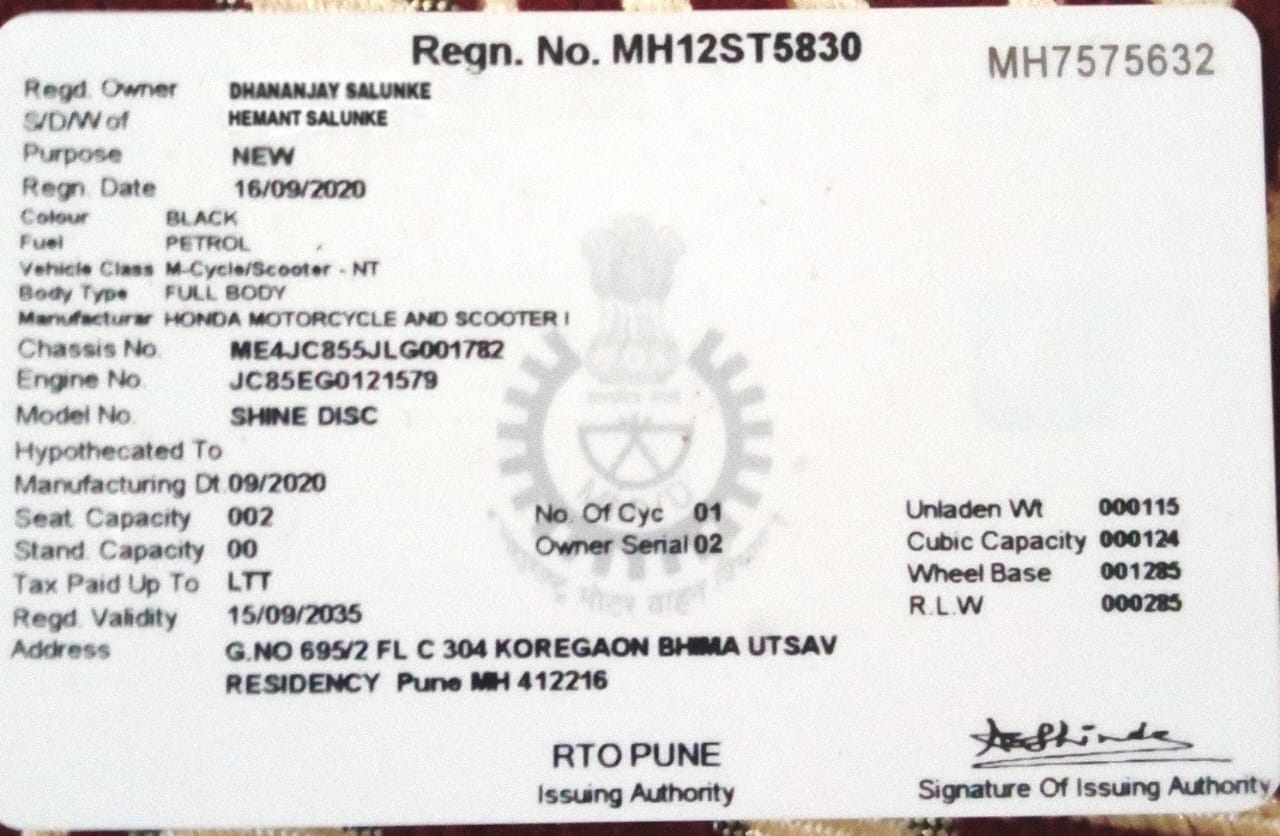 Regn. No. MH12ST5830
MH7575632
Regd. Owner DHANANJAY SALUNKE
S/D/W of HEMANT SALUNKE
Purpose NEW
Regn. Date 16/09/2020
Colour BLACK
Fuel PETROL
Vehicle Class M-Cycle/Scooter - NT
Body Type FULL BODY
Manufacturar HONDA MOTORCYCLE AND SCOOTER I
Chassis No. ME4JC855JLG001782
Engine No. JC85EG0121579
Model No. SHINE DISC
Hypothecated To
Manufacturing Dt. 09/2020
Seat Capacity 002 No. Of Cyc 01 Unladen Wt 000115
Stand. Capacity 00 Owner Serial 02 Cubic Capacity 000124
Tax Paid Up To LTT Wheel Base 001285
Regd. Validity 15/09/2035 R.L.W 000285
Address G.NO 695/2 FL C 304 KOREGAON BHIMA UTSAV
RESIDENCY Pune MH 412216
मोटर वाहन
RTO PUNE
Issuing Authority
Signature Of Issuing Authority